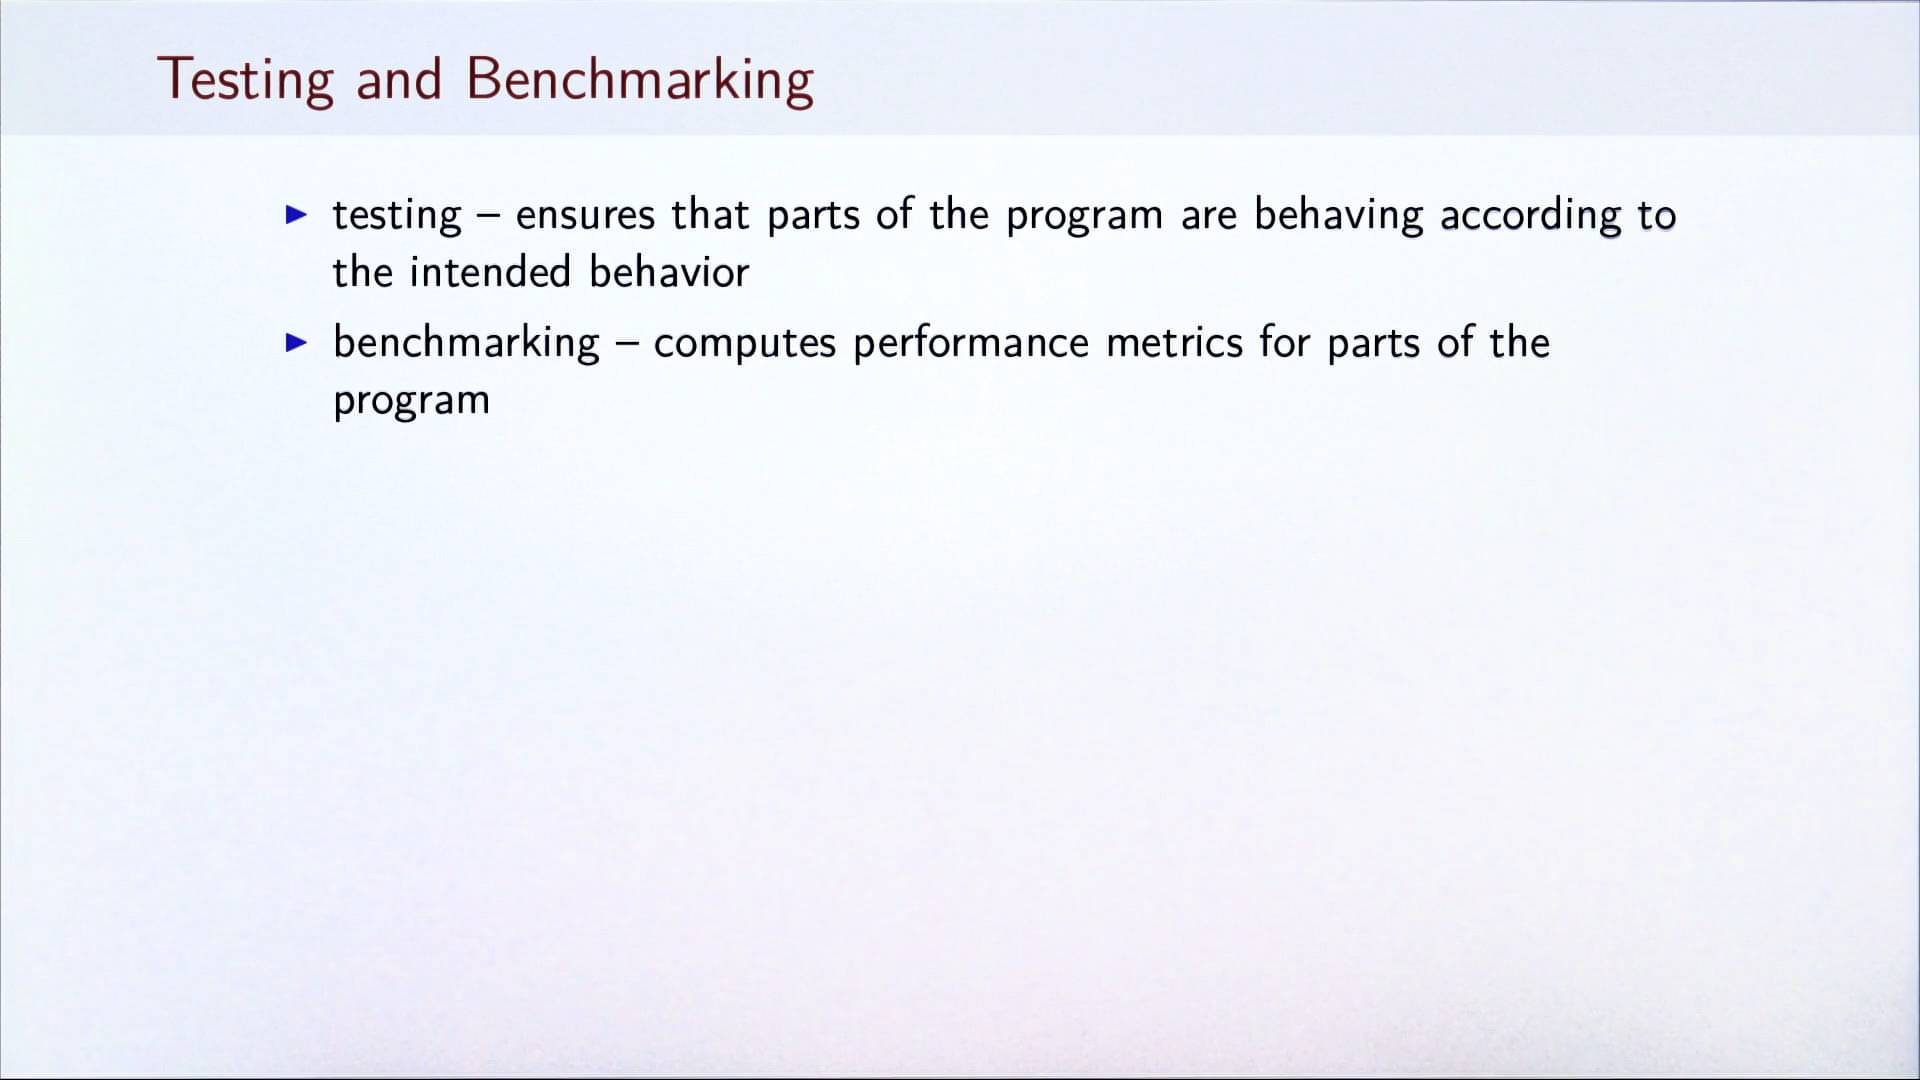 Testing and Benchmarking
▶ testing – ensures that parts of the program are behaving according to
the intended behavior
▶ benchmarking – computes performance metrics for parts of the
program